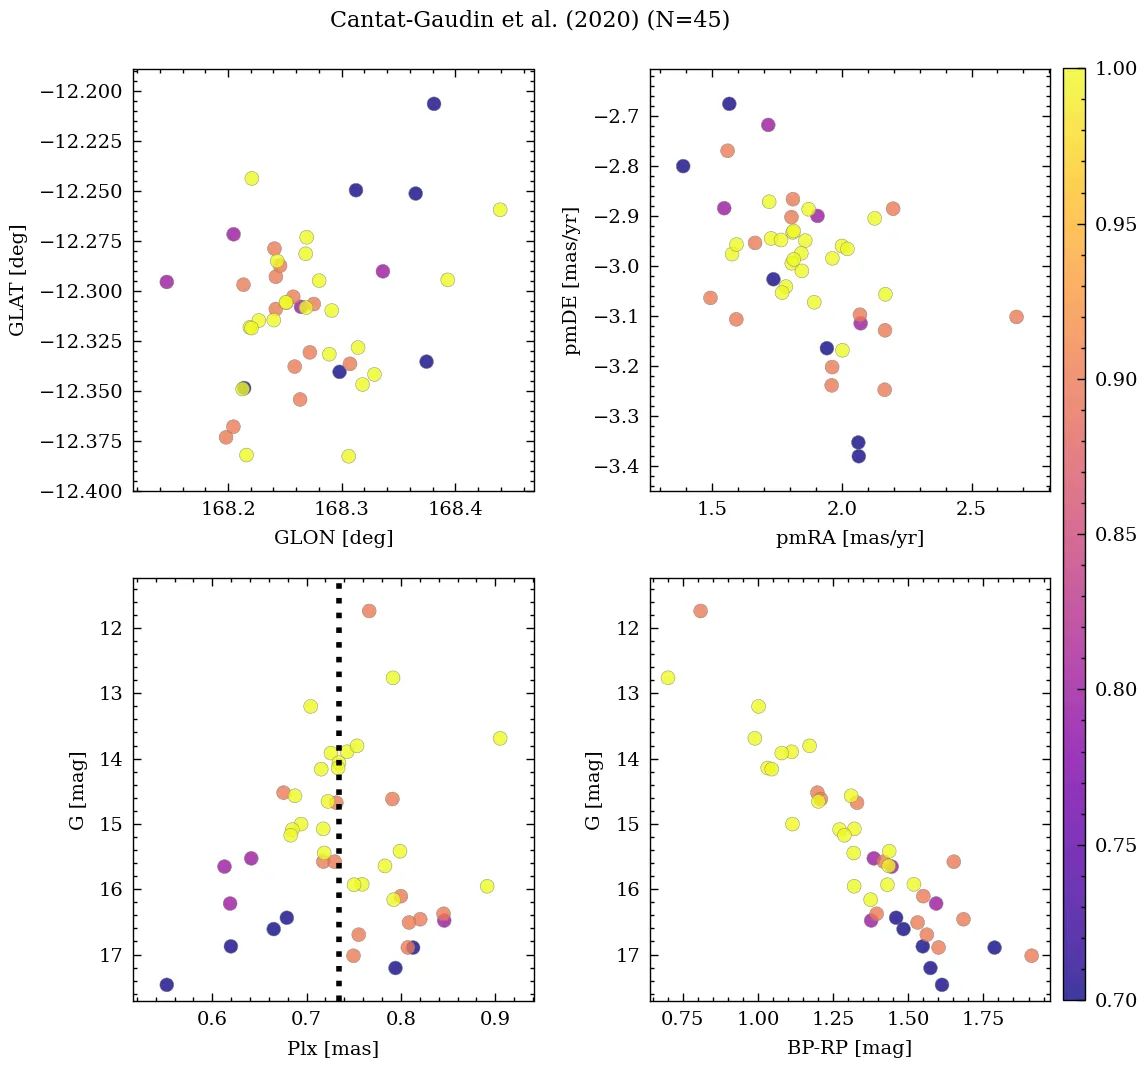 Cantat-Gaudin et al. (2020) (N=45)
−12.200
−12.225
−12.250
−12.275
−12.300
−12.325
−12.350
−12.375
−12.400
GLAT [deg]
168.2 168.3 168.4
GLON [deg]
−2.7
−2.8
−2.9
−3.0
−3.1
−3.2
−3.3
−3.4
pmDE [mas/yr]
1.5 2.0 2.5
pmRA [mas/yr]
12
13
14
15
16
17
G [mag]
0.6 0.7 0.8 0.9
Plx [mas]
12
13
14
15
16
17
G [mag]
0.75 1.00 1.25 1.50 1.75
BP-RP [mag]
1.00
0.95
0.90
0.85
0.80
0.75
0.70